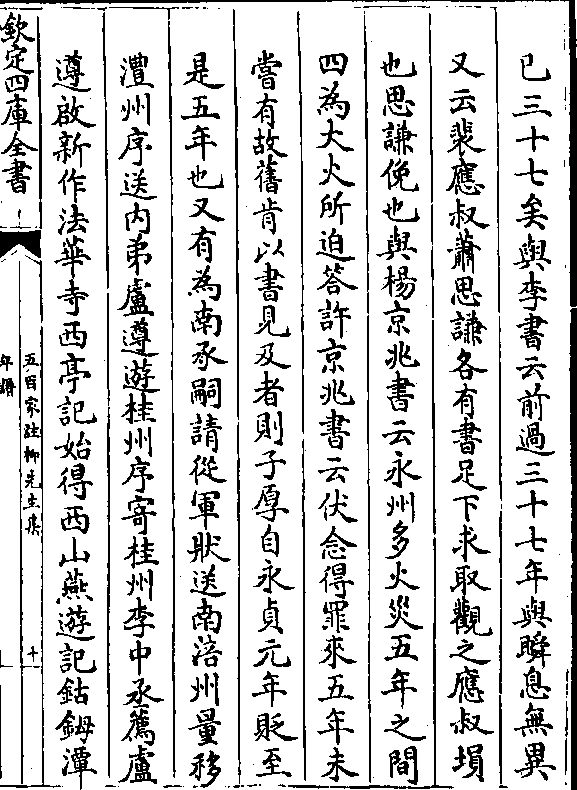 已三十七矣與李書云前過三十七年與瞬息無異
又云裴應叔蕭思謙各有書足下求取觀之應叔塤
也思謙俛也與楊京兆書云永州多火災五年之間
四為大火所迫答許京兆書云伏念得罪來五年未
嘗有故舊肯以書見及者則子厚自永貞元年貶至
是五年也又有為南承嗣請從軍狀送南涪州量移
澧州序送内弟盧遵遊桂州序寄桂州李中丞薦盧
遵啟新作法華寺西亭記始得西山燕遊記鈷鉧潭
欽定四庫全書
五百家註柳先生集
年譜
十